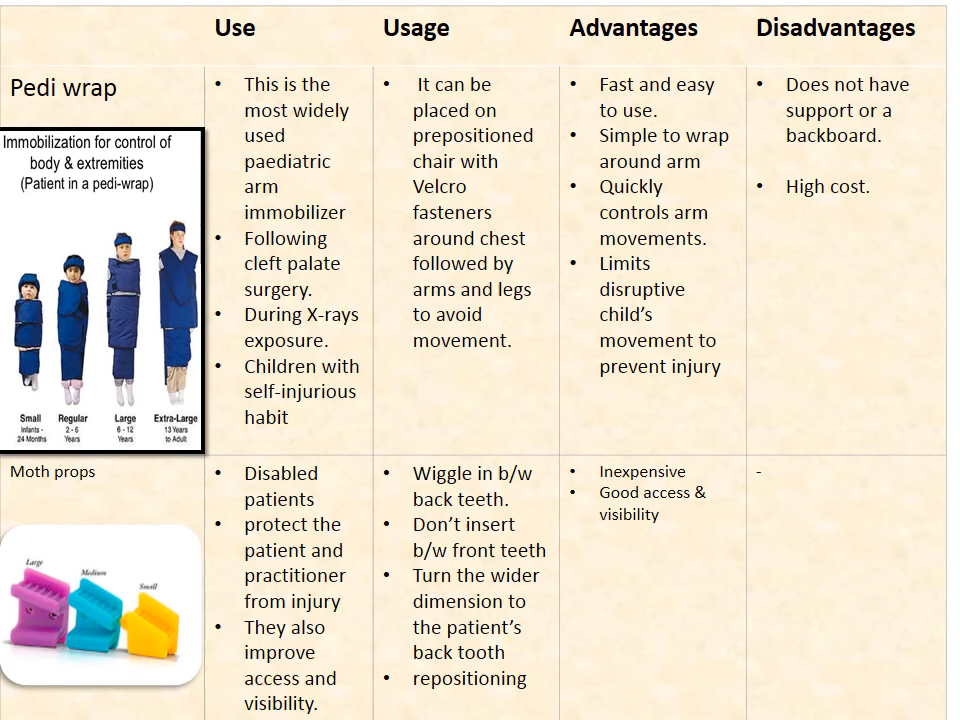 Use
Usage
Advantages
Disadvantages
Pedi wrap
Immobilization for control of
body & extremities
(Patient in a pedi-wrap)
Small
Infants -
24 Months
Regular
2 - 6
Years
Large
6 - 12
Years
Extra-Large
13 Years
to Adult
• This is the
most widely
used
paediatric
arm
immobilizer
• Following
cleft palate
surgery.
• During X-rays
exposure.
• Children with
self-injurious
habit
• It can be
placed on
prepositioned
chair with
Velcro
fasteners
around chest
followed by
arms and legs
to avoid
movement.
• Fast and easy
to use.
• Simple to wrap
around arm
• Quickly
controls arm
movements.
• Limits
disruptive
child’s
movement to
prevent injury
• Does not have
support or a
backboard.
• High cost.
Moth props
Large
Medium
Small
• Disabled
patients
• protect the
patient and
practitioner
from injury
• They also
improve
access and
visibility.
• Wiggle in b/w
back teeth.
• Don’t insert
b/w front teeth
• Turn the wider
dimension to
the patient’s
back tooth
• repositioning
• Inexpensive
• Good access &
visibility
-